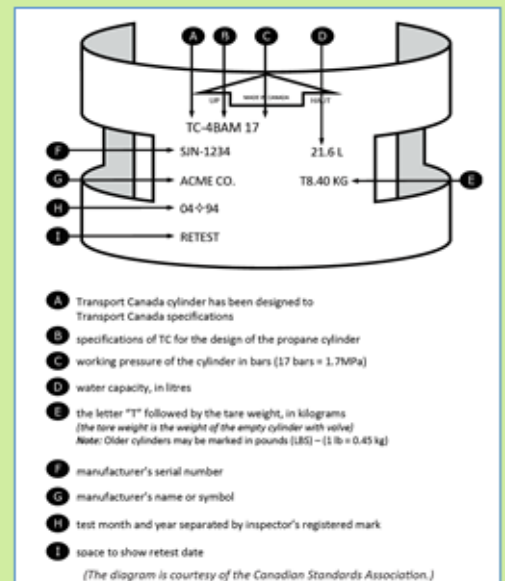 A B C D
UP MADE IN CANADA HAUT
TC-4BAM 17
F SJN-1234 21.6 L
G ACME CO. T8.40 KG E
H 04✧94
I RETEST
A Transport Canada cylinder has been designed to
Transport Canada specifications
B specifications of TC for the design of the propane cylinder
C working pressure of the cylinder in bars (17 bars = 1.7MPa)
D water capacity, in litres
E the letter "T" followed by the tare weight, in kilograms
(the tare weight is the weight of the empty cylinder with valve)
Note: Older cylinders may be marked in pounds (LBS) – (1 lb = 0.45 kg)
F manufacturer's serial number
G manufacturer's name or symbol
H test month and year separated by inspector's registered mark
I space to show retest date
(The diagram is courtesy of the Canadian Standards Association.)